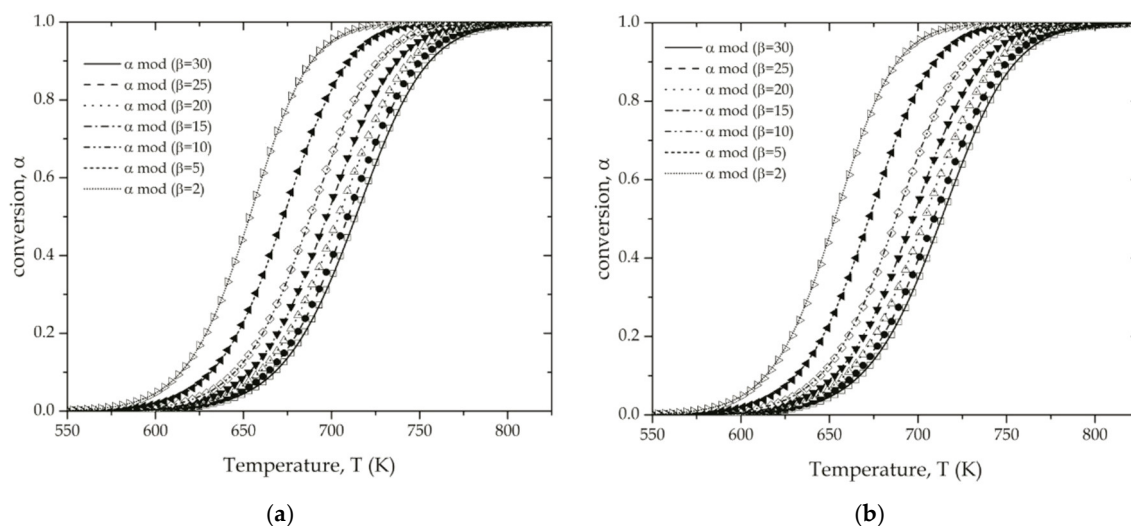 1.0
0.8
0.6
0.4
0.2
0.0
conversion, α
α mod (β=30)
α mod (β=25)
α mod (β=20)
α mod (β=15)
α mod (β=10)
α mod (β=5)
α mod (β=2)
550 600 650 700 750 800
Temperature, T (K)
(a)
1.0
0.8
0.6
0.4
0.2
0.0
conversion, α
α mod (β=30)
α mod (β=25)
α mod (β=20)
α mod (β=15)
α mod (β=10)
α mod (β=5)
α mod (β=2)
550 600 650 700 750 800
Temperature, T (K)
(b)